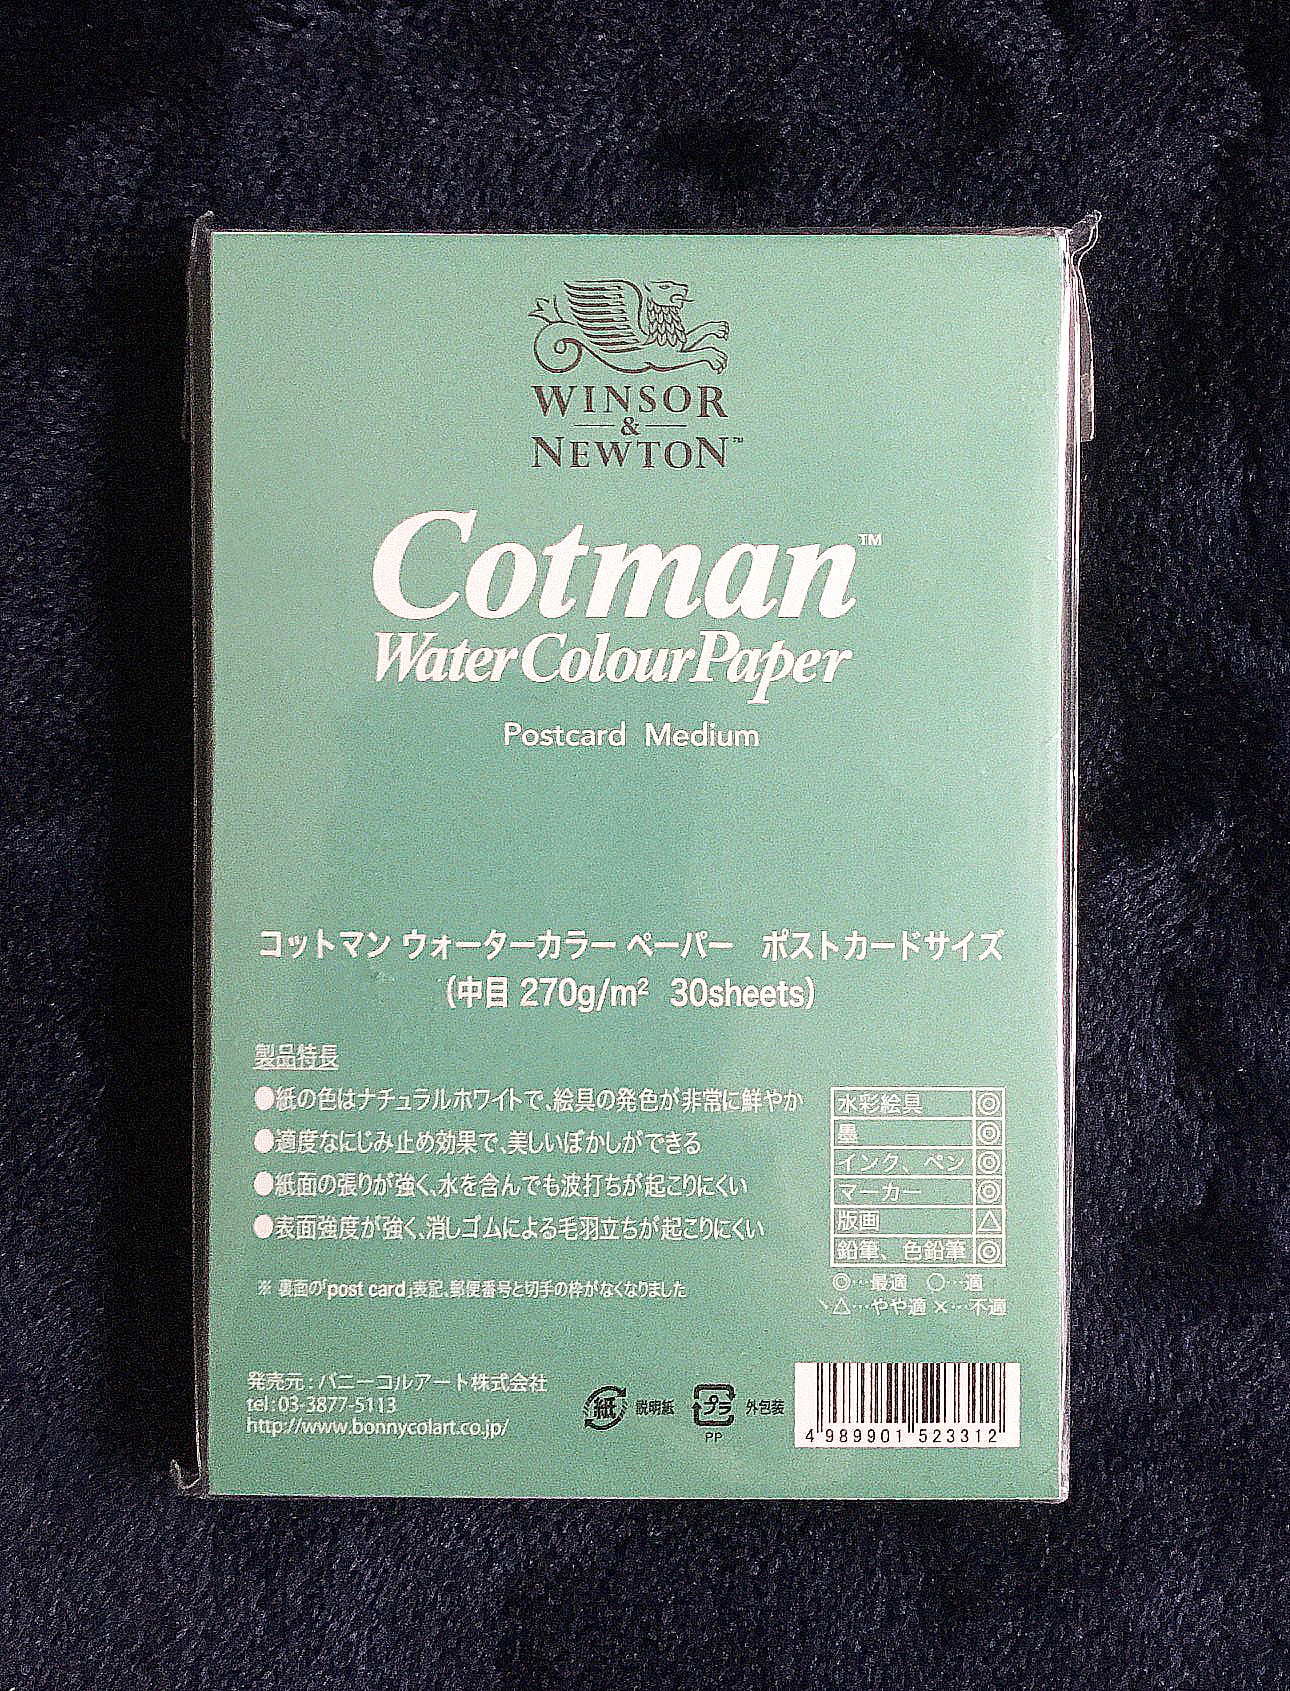 WINSOR
&
NEWTON™
Cotman™
Water Colour Paper
Postcard Medium
コットマン ウォーターカラー ペーパー ポストカードサイズ
(中目 270g/m² 30sheets)
製品特長
●紙の色はナチュラルホワイトで、絵具の発色が非常に鮮やか
●適度なにじみ止め効果で、美しいぼかしができる
●紙面の張りが強く、水を含んでも波打ちが起こりにくい
●表面強度が強く、消しゴムによる毛羽立ちが起こりにくい
※ 裏面の「post card」表記、郵便番号と切手の枠がなくなりました
水彩絵具 ◎
墨 ◎
インク、ペン ◎
マーカー ◎
版画 △
鉛筆、色鉛筆 ◎
◎…最適 ○…適
△…やや適 ×…不適
発売元:バニーコルアート株式会社
tel:03-3877-5113
http://www.bonnycolart.co.jp/
紙 説明紙
プラ 外包装
PP
4 989901 523312